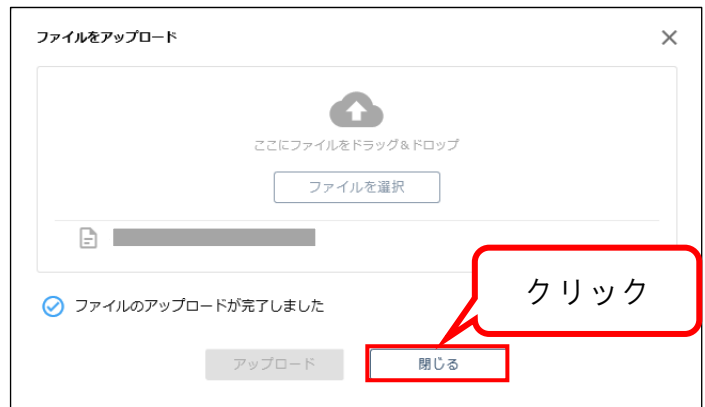 ファイルをアップロード
ここにファイルをドラッグ&ドロップ
ファイルを選択
クリック
ファイルのアップロードが完了しました
アップロード
閉じる